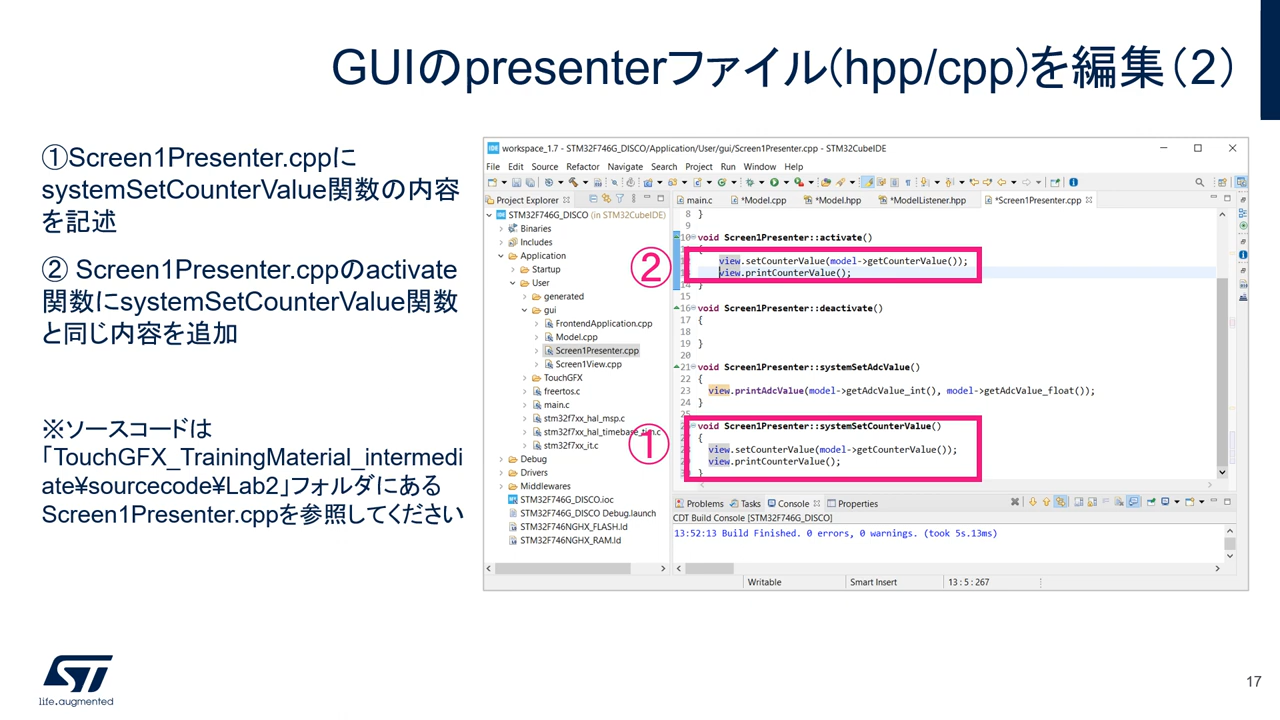 GUIのpresenterファイル(hpp/cpp)を編集(2)
①Screen1Presenter.cppに
systemSetCounterValue関数の内容
を記述
② Screen1Presenter.cppのactivate
関数にsystemSetCounterValue関数
と同じ内容を追加
※ソースコードは
「TouchGFX_TrainingMaterial_intermedi
ate¥sourcecode¥Lab2」フォルダにある
Screen1Presenter.cppを参照してください
workspace_1.7 - STM32F746G_DISCO/Application/User/gui/Screen1Presenter.cpp - STM32CubeIDE
File Edit Source Refactor Navigate Search Project Run Window Help
Project Explorer
STM32F746G_DISCO (in STM32CubeIDE)
Binaries
Includes
Application
Startup
User
generated
gui
FrontendApplication.cpp
Model.cpp
Screen1Presenter.cpp
Screen1View.cpp
TouchGFX
freertos.c
main.c
stm32f7xx_hal_msp.c
stm32f7xx_hal_timebase_tim.c
stm32f7xx_it.c
Debug
Drivers
Middlewares
STM32F746G_DISCO.ioc
STM32F746G_DISCO Debug.launch
STM32F746NGHX_FLASH.ld
STM32F746NGHX_RAM.ld
main.c *Model.cpp *Model.hpp *ModelListener.hpp *Screen1Presenter.cpp
8 }
9
10 void Screen1Presenter::activate()
{
② view.setCounterValue(model->getCounterValue());
view.printCounterValue();
14 }
15
16 void Screen1Presenter::deactivate()
17 {
18
19 }
20
21 void Screen1Presenter::systemSetAdcValue()
22 {
23 view.printAdcValue(model->getAdcValue_int(), model->getAdcValue_float());
24 }
25
① void Screen1Presenter::systemSetCounterValue()
{
view.setCounterValue(model->getCounterValue());
view.printCounterValue();
}
Problems Tasks Console Properties
CDT Build Console [STM32F746G_DISCO]
13:52:13 Build Finished. 0 errors, 0 warnings. (took 5s.13ms)
Writable Smart Insert 13 : 5 : 267
ST
life.augmented
17